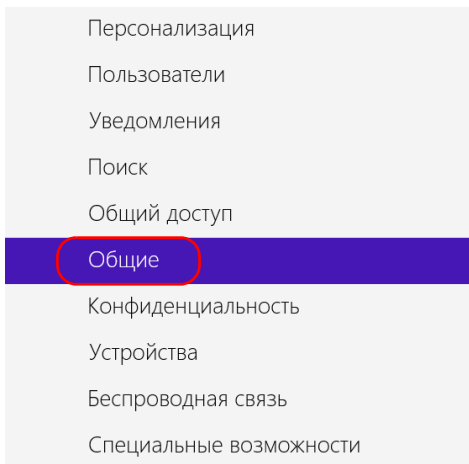 Персонализация
Пользователи
Уведомления
Поиск
Общий доступ
Общие
Конфиденциальность
Устройства
Беспроводная связь
Специальные возможности